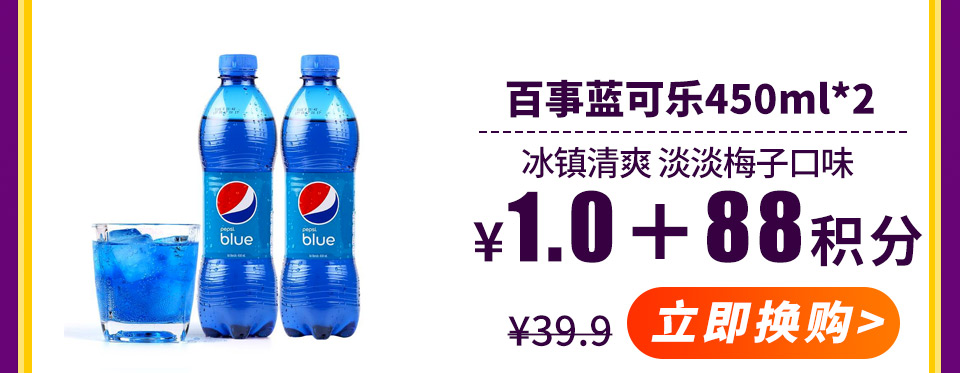 百事蓝可乐450ml*2
冰镇清爽 淡淡梅子口味
¥1.0+88积分
¥39.9
立即换购>
pepsi
blue
pepsi
blue